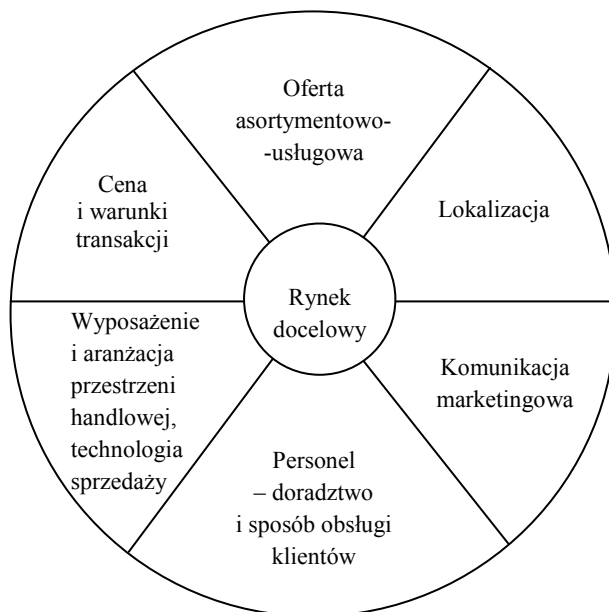 Oferta
asortymentowo-
-usługowa
Lokalizacja
Komunikacja
marketingowa
Personel
– doradztwo
i sposób obsługi
klientów
Wyposażenie
i aranżacja
przestrzeni
handlowej,
technologia
sprzedaży
Cena
i warunki
transakcji
Rynek
docelowy